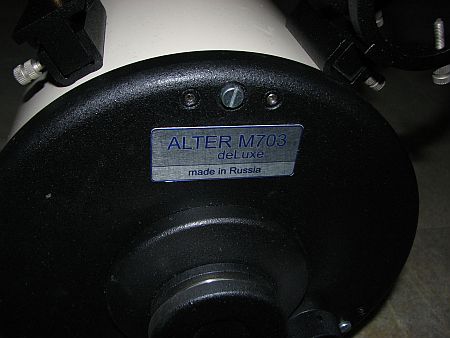 ALTER M703
deLuxe
made in Russia